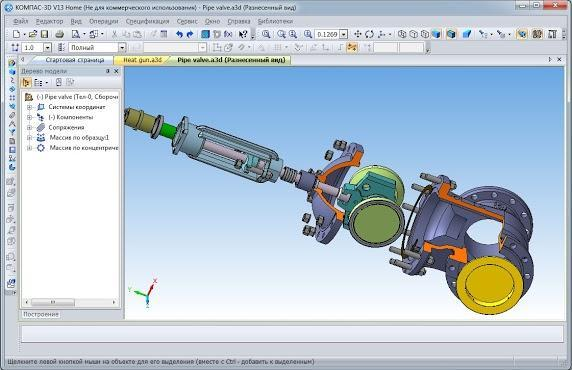 КОМПАС-3D V13 Home (Не для коммерческого использования) - Pipe valve.a3d (Разнесенный вид)
Файл Редактор Вид Операции Спецификация Сервис Окно Справка Библиотеки
0.1269
1.0 Полный
Стартовая страница Heat gun.a3d Pipe valve.a3d (Разнесенный вид)
Дерево модели
(-) Pipe valve (Тел-0, Сбороч
Системы координат
(-) Компоненты
Сопряжения
Массив по образцу:1
Массив по концентриче
Z
X
Y
Построение
Щелкните левой кнопкой мыши на объекте для его выделения (вместе с Ctrl - добавить к выделенным)